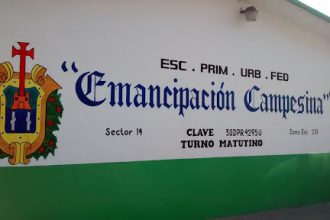 ESC . PRIM . URB . FED
"Emancipación Campesina"
Sector 14 CLAVE 30DPR4295U Zona Esc. 20
TURNO MATUTINO